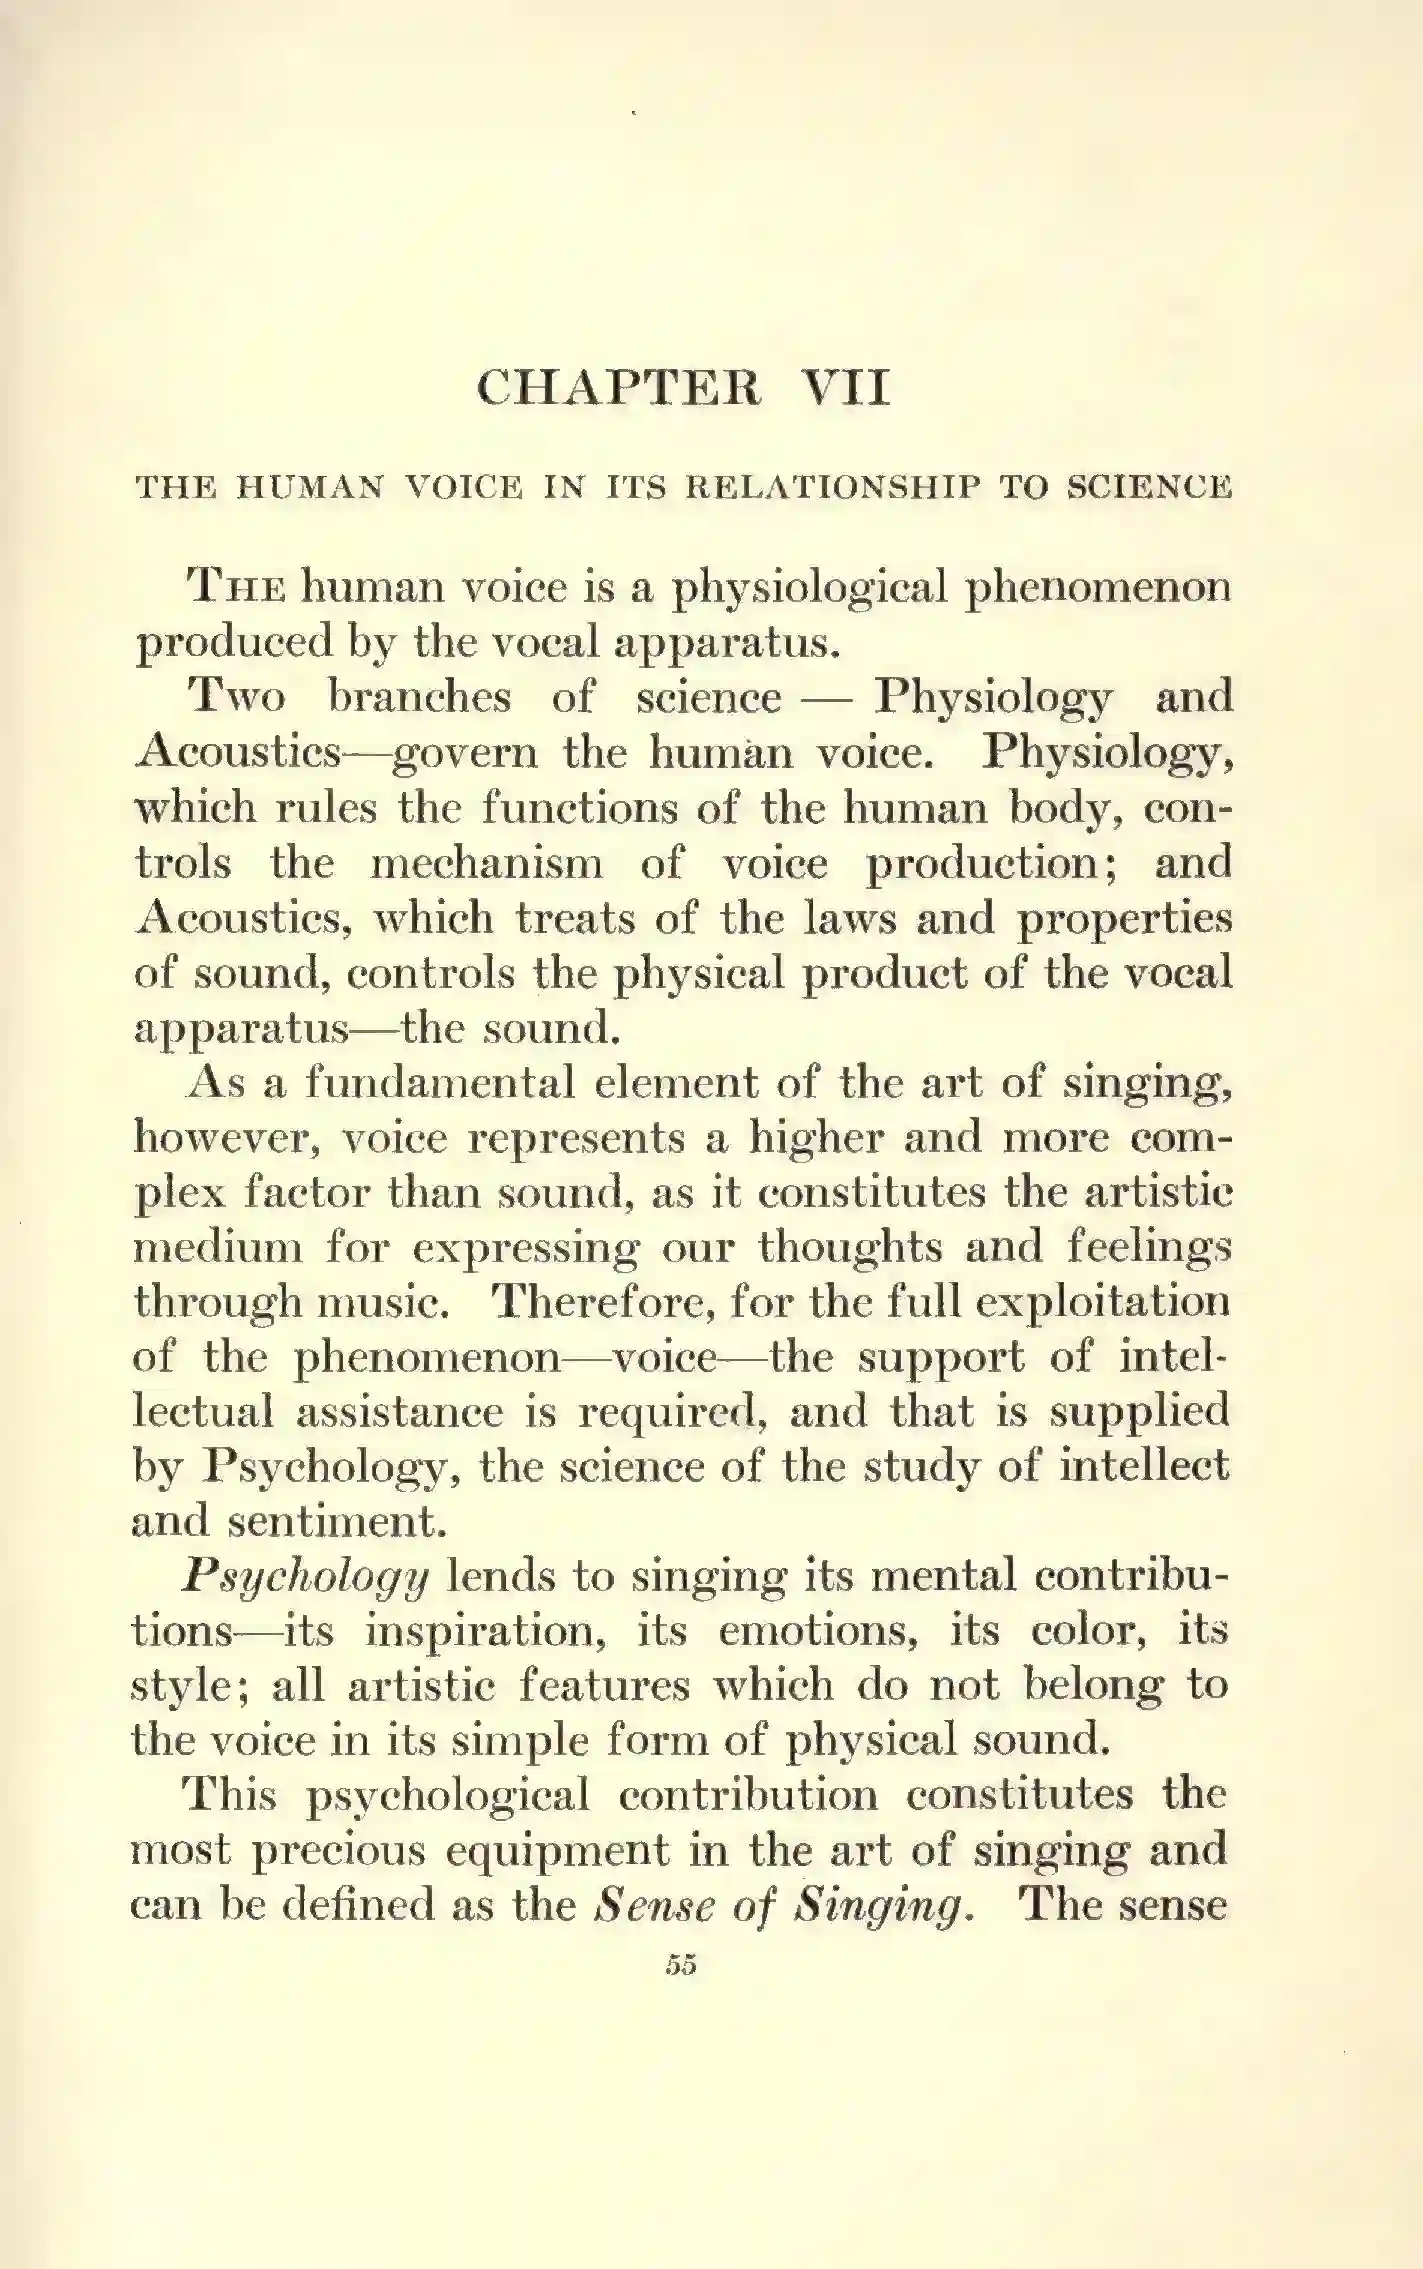 CHAPTER VII
THE HUMAN VOICE IN ITS RELATIONSHIP TO SCIENCE
THE human voice is a physiological phenomenon
produced by the vocal apparatus.
Two branches of science — Physiology and
Acoustics—govern the human voice. Physiology,
which rules the functions of the human body, con-
trols the mechanism of voice production; and
Acoustics, which treats of the laws and properties
of sound, controls the physical product of the vocal
apparatus—the sound.
As a fundamental element of the art of singing,
however, voice represents a higher and more com-
plex factor than sound, as it constitutes the artistic
medium for expressing our thoughts and feelings
through music. Therefore, for the full exploitation
of the phenomenon—voice—the support of intel-
lectual assistance is required, and that is supplied
by Psychology, the science of the study of intellect
and sentiment.
Psychology lends to singing its mental contribu-
tions—its inspiration, its emotions, its color, its
style; all artistic features which do not belong to
the voice in its simple form of physical sound.
This psychological contribution constitutes the
most precious equipment in the art of singing and
can be defined as the Sense of Singing. The sense
55